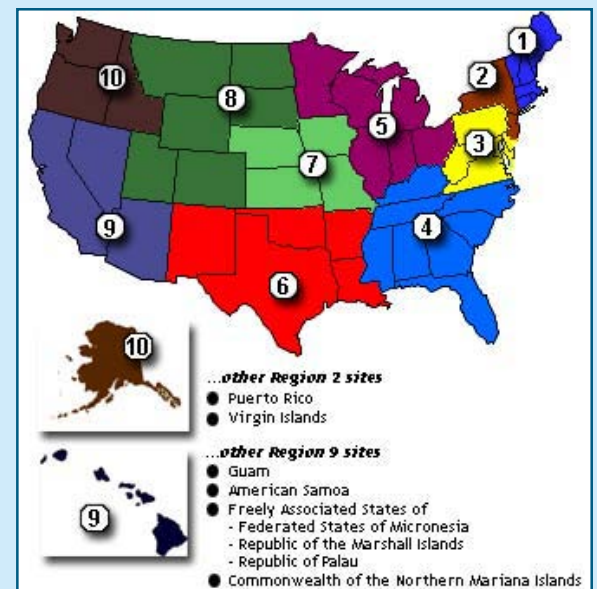 1
2
10
8
5
3
7
9
4
6
10
...other Region 2 sites
● Puerto Rico
● Virgin Islands
9
...other Region 9 sites
● Guam
● American Samoa
● Freely Associated States of
- Federated States of Micronesia
- Republic of the Marshall Islands
- Republic of Palau
● Commonwealth of the Northern Mariana Islands